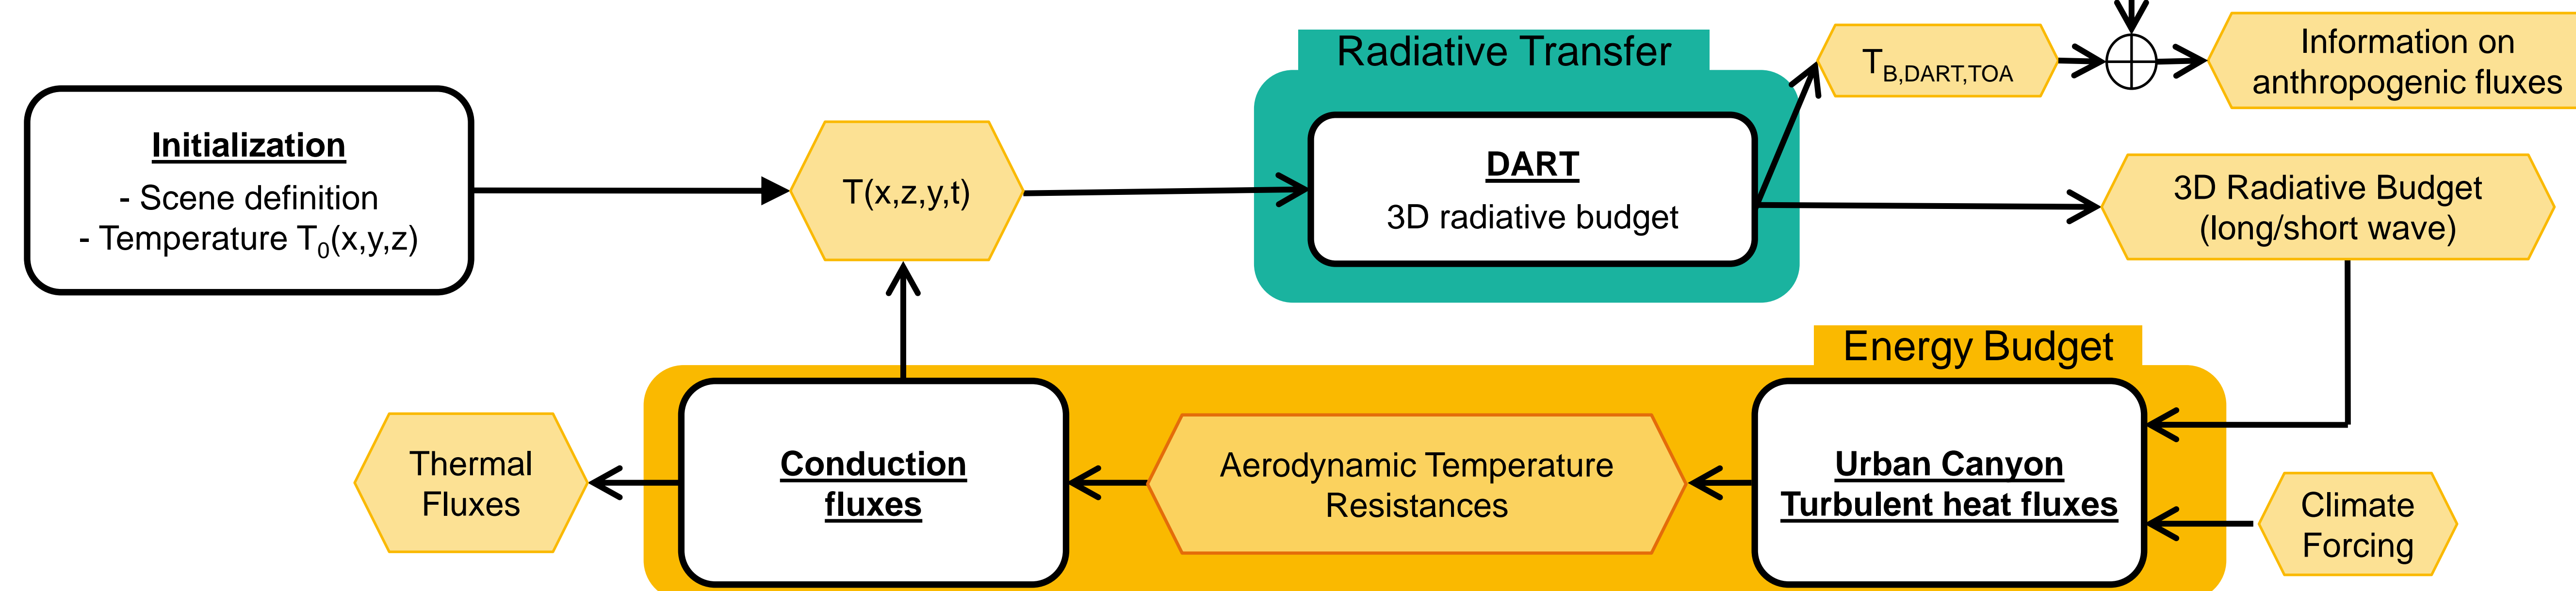 Radiative Transfer
T_B,DART,TOA
Information on
anthropogenic fluxes
Initialization
- Scene definition
- Temperature T_0(x,y,z)
T(x,z,y,t)
DART
3D radiative budget
3D Radiative Budget
(long/short wave)
Energy Budget
Thermal
Fluxes
Conduction
fluxes
Aerodynamic Temperature
Resistances
Urban Canyon
Turbulent heat fluxes
Climate
Forcing